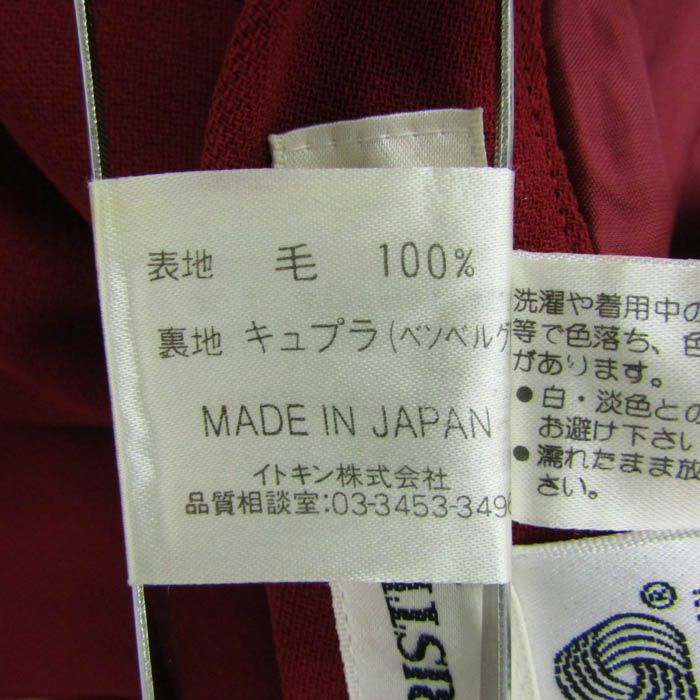 表地 毛 100%
裏地 キュプラ(ベツベルグ
MADE IN JAPAN
イトキン株式会社
品質相談室:03-3453-3496
洗濯や着用中の
等で色落ち、色
があります。
●白・淡色との
お避け下さい
●濡れたまま放
さい。
®